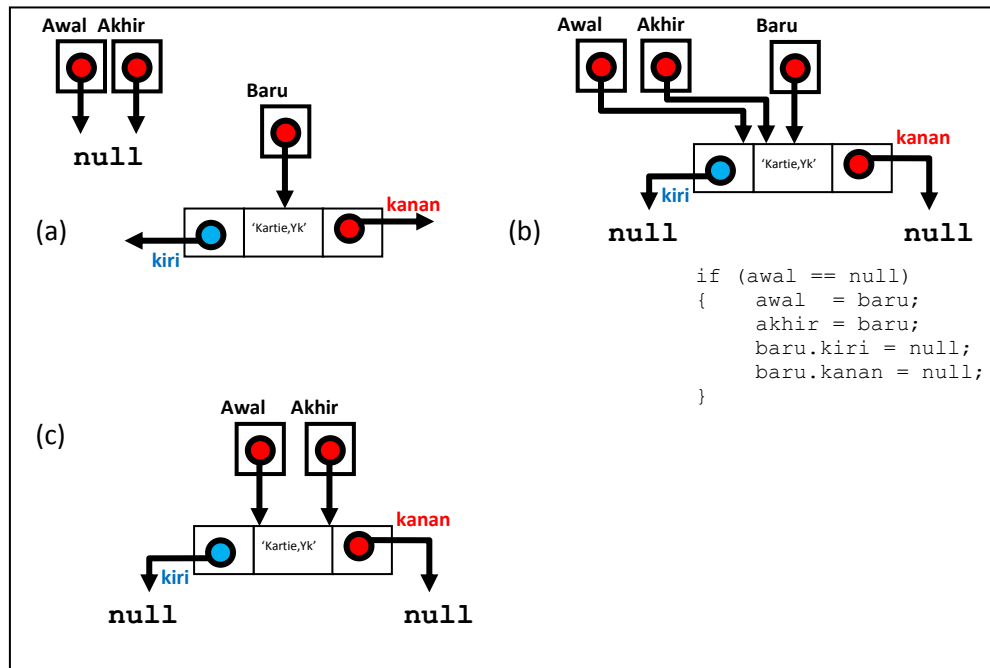 Awal Akhir
null
Baru
'Kartie,Yk'
kanan
kiri
(a)
Awal
Akhir
Baru
kanan
'Kartie,Yk'
kiri
(b)
null
null
if (awal == null)
{    awal  = baru;
     akhir = baru;
     baru.kiri = null;
     baru.kanan = null;
}
(c)
Awal
Akhir
kanan
'Kartie,Yk'
kiri
null
null